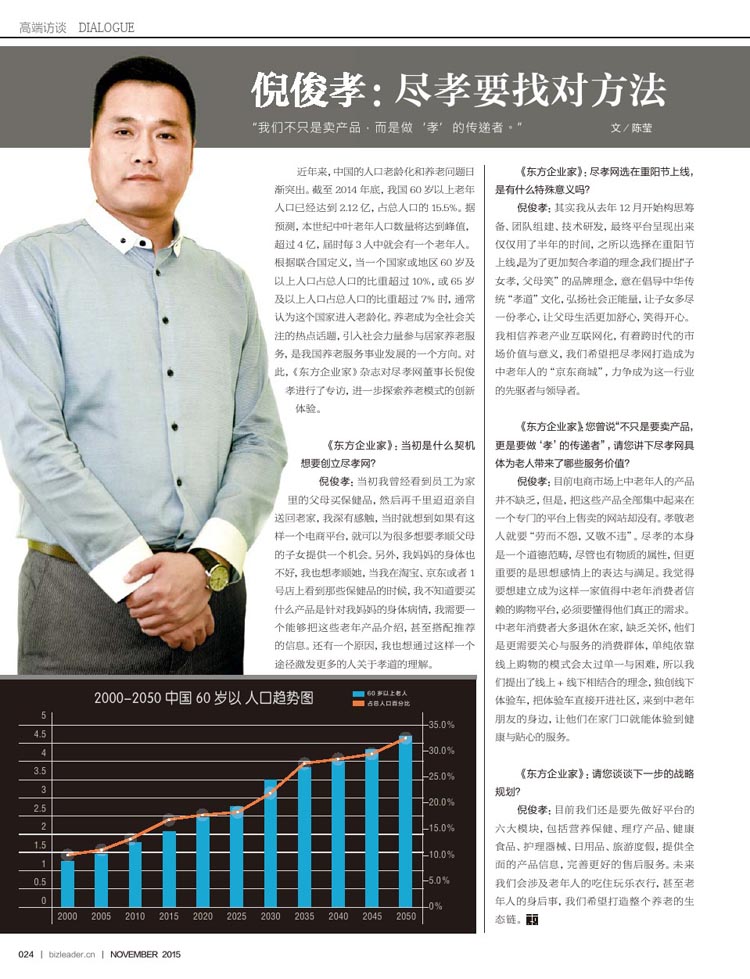 高端访谈 DIALOGUE
倪俊孝：尽孝要找对方法
“我们不只是卖产品、而是做‘孝’的传递者。”
文／陈莹
近年来，中国的人口老龄化和养老问题日
渐突出。截至 2014 年底，我国 60 岁以上老年
人口已经达到 2.12 亿，占总人口的 15.5%。据
预测，本世纪中叶老年人口数量将达到峰值，
超过 4 亿，届时每 3 人中就会有一个老年人。
根据联合国定义，当一个国家或地区 60 岁及
以上人口占总人口的比重超过 10%，或 65 岁
及以上人口占总人口的比重超过 7% 时，通常
认为这个国家进入老龄化。养老成为全社会关
注的热点话题，引入社会力量参与居家养老服
务，是我国养老服务事业发展的一个方向。对
此，《东方企业家》杂志对尽孝网董事长倪俊
孝进行了专访，进一步探索养老模式的创新
体验。
《东方企业家》：当初是什么契机
想要创立尽孝网？
倪俊孝：当初我曾经看到员工为家
里的父母买保健品，然后再千里迢迢亲自
送回老家，我深有感触，当时就想到如果有这
样一个电商平台，就可以为很多想要孝顺父母
的子女提供一个机会。另外，我妈妈的身体也
不好，我也想孝顺她，当我在淘宝、京东或者 1
号店上看到那些保健品的时候，我不知道要买
什么产品是针对我妈妈的身体病情，我需要一
个能够把这些老年产品介绍，甚至搭配推荐
的信息。还有一个原因，我也想通过这样一个
途径激发更多的人关于孝道的理解。
《东方企业家》：尽孝网选在重阳节上线，
是有什么特殊意义吗？
倪俊孝：其实我从去年 12 月开始构思筹
备、团队组建、技术研发，最终平台呈现出来
仅仅用了半年的时间，之所以选择在重阳节
上线，是为了更加契合孝道的理念，我们提出“子
女孝，父母笑”的品牌理念，意在倡导中华传
统“孝道”文化，弘扬社会正能量，让子女多尽
一份孝心，让父母生活更加舒心，笑得开心。
我相信养老产业互联网化，有着跨时代的市
场价值与意义，我们希望把尽孝网打造成为
中老年人的“京东商城”，力争成为这一行业
的先驱者与领导者。
《东方企业家》：您曾说“不只是要卖产品，
更是要做‘孝’的传递者”，请您讲下尽孝网具
体为老人带来了哪些服务价值？
倪俊孝：目前电商市场上中老年人的产品
并不缺乏，但是，把这些产品全部集中起来在
一个专门的平台上售卖的网站却没有。孝敬老
人就要“劳而不怨，又敬不违”。尽孝的本身
是一个道德范畴，尽管也有物质的属性，但更
重要的是思想感情上的表达与满足。我觉得
要想建立成为这样一家值得中老年消费者信
赖的购物平台，必须要懂得他们真正的需求。
中老年消费者大多退休在家，缺乏关怀，他们
是更需要关心与服务的消费群体，单纯依靠
线上购物的模式会太过单一与困难，所以我
们提出了线上 + 线下相结合的理念，独创线下
体验车，把体验车直接开进社区，来到中老年
朋友的身边，让他们在家门口就能体验到健
康与贴心的服务。
《东方企业家》：请您谈谈下一步的战略
规划？
倪俊孝：目前我们还是要先做好平台的
六大模块，包括营养保健、理疗产品、健康
食品、护理器械、日用品、旅游度假，提供全
面的产品信息，完善更好的售后服务。未来
我们会涉及老年人的吃住玩乐衣行，甚至老
年人的身后事，我们希望打造整个养老的生
态链。
2000-2050 中国 60 岁以 人口趋势图
60 岁以上老人
占总人口百分比
5
4.5
4
3.5
3
2.5
2
1.5
1
0.5
0
35.0%
30.0%
25.0%
20.0%
15.0%
10.0%
5.0%
0%
2000 2005 2010 2015 2020 2025 2030 2035 2040 2045 2050
024 | bizleader.cn | NOVEMBER 2015